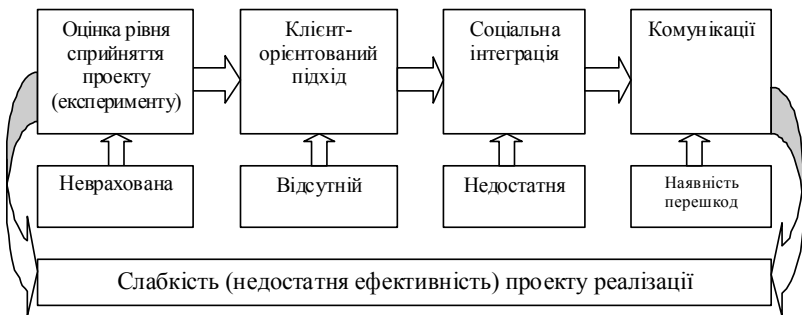 Оцінка рівня
сприйняття
проекту
(експерименту)
Клієнт-
орієнтований
підхід
Соціальна
інтеграція
Комунікації
Неврахована
Відсутній
Недостатня
Наявність
перешкод
Слабкість (недостатня ефективність) проекту реалізації